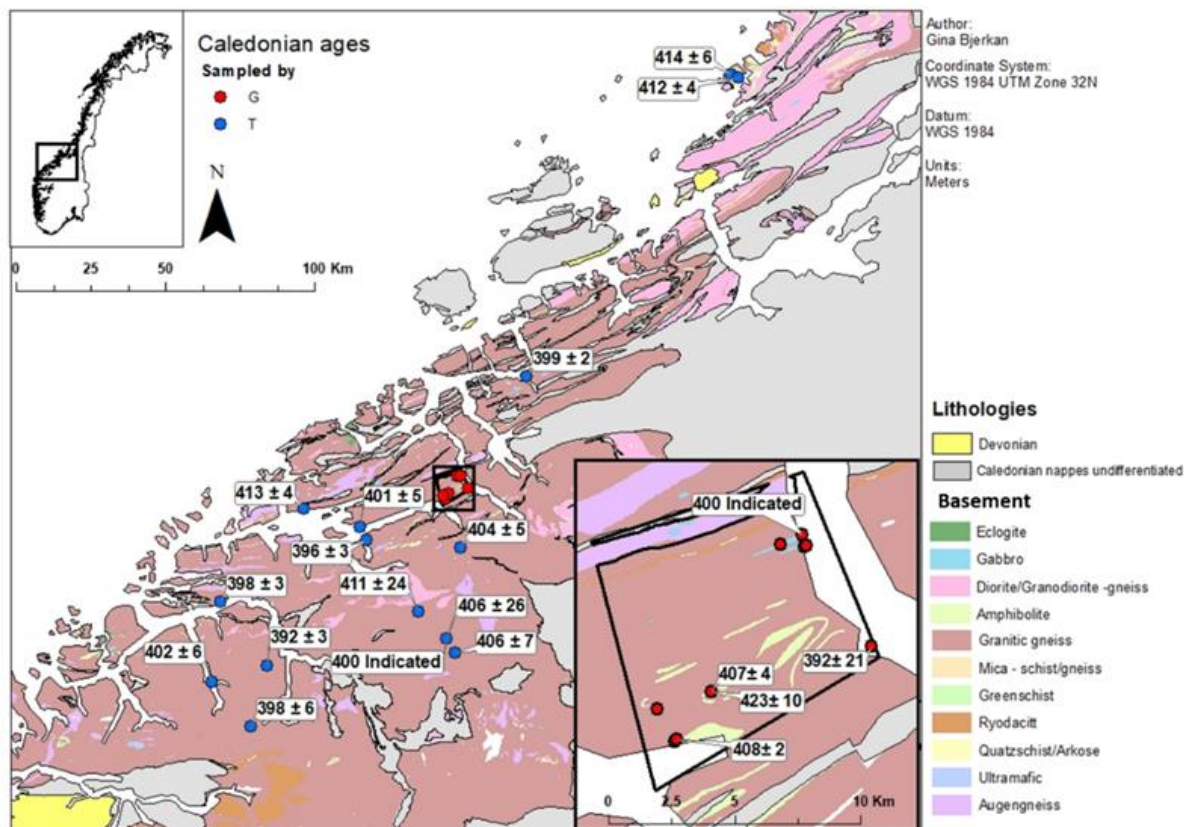 Caledonian ages
Sampled by
G
T
N
0 25 50 100 Km
Author:
Gina Bjerkan
Coordinate System:
WGS 1984 UTM Zone 32N
Datum:
WGS 1984
Units:
Meters
414 ± 6
412 ± 4
399 ± 2
413 ± 4
401 ± 5
404 ± 5
396 ± 3
411 ± 24
398 ± 3
406 ± 26
392 ± 3
406 ± 7
402 ± 6
400 Indicated
398 ± 6
400 Indicated
392± 21
407± 4
423± 10
408± 2
0 2.5 5 10 Km
Lithologies
Devonian
Caledonian nappes undifferentiated
Basement
Eclogite
Gabbro
Diorite/Granodiorite -gneiss
Amphibolite
Granitic gneiss
Mica - schist/gneiss
Greenschist
Ryodacitt
Quatzschist/Arkose
Ultramafic
Augengneiss